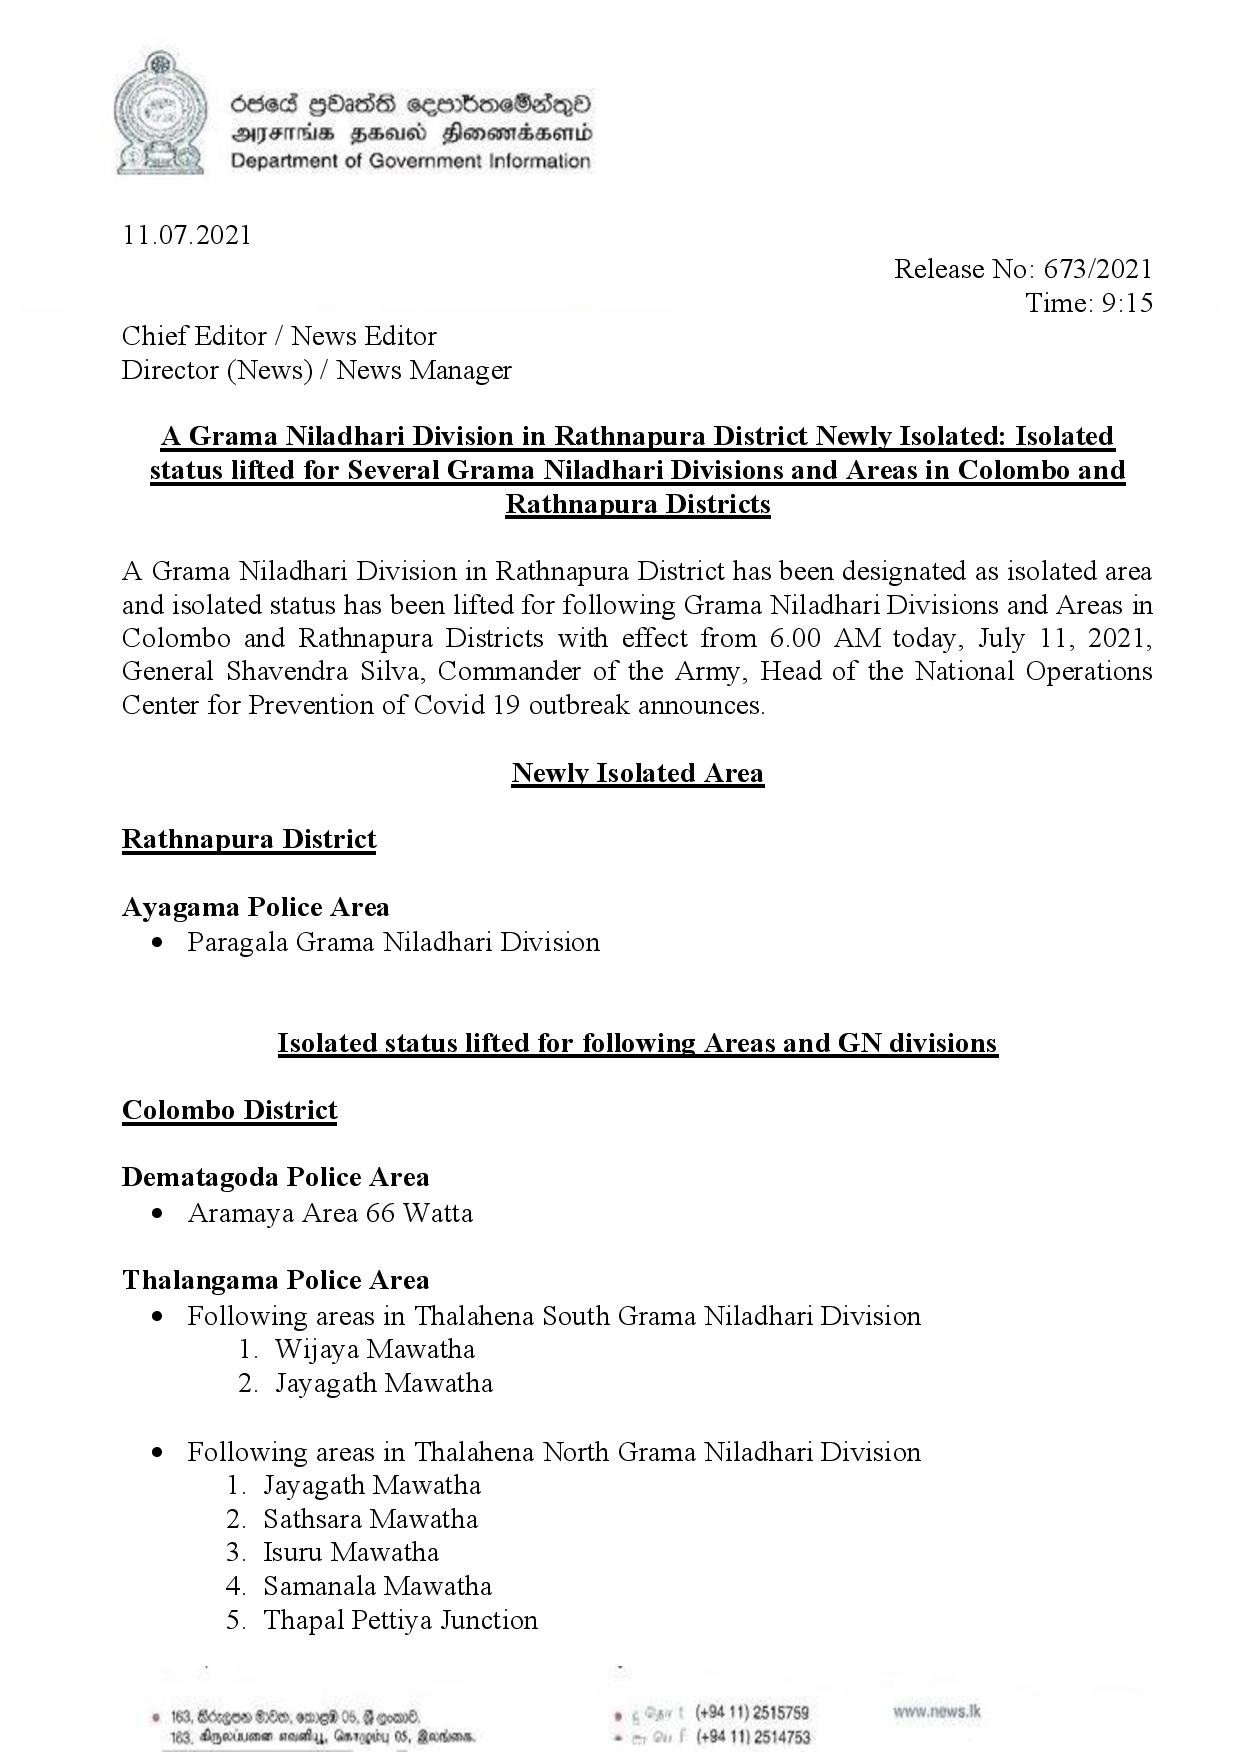 රජයේ ප්‍රවෘත්ති දෙපාර්තමේන්තුව
அரசாங்க தகவல் திணைக்களம்
Department of Government Information
11.07.2021
Release No: 673/2021
Time: 9:15
Chief Editor / News Editor
Director (News) / News Manager
A Grama Niladhari Division in Rathnapura District Newly Isolated: Isolated
status lifted for Several Grama Niladhari Divisions and Areas in Colombo and
Rathnapura Districts
A Grama Niladhari Division in Rathnapura District has been designated as isolated area
and isolated status has been lifted for following Grama Niladhari Divisions and Areas in
Colombo and Rathnapura Districts with effect from 6.00 AM today, July 11, 2021,
General Shavendra Silva, Commander of the Army, Head of the National Operations
Center for Prevention of Covid 19 outbreak announces.
Newly Isolated Area
Rathnapura District
Ayagama Police Area
• Paragala Grama Niladhari Division
Isolated status lifted for following Areas and GN divisions
Colombo District
Dematagoda Police Area
• Aramaya Area 66 Watta
Thalangama Police Area
• Following areas in Thalahena South Grama Niladhari Division
1. Wijaya Mawatha
2. Jayagath Mawatha
• Following areas in Thalahena North Grama Niladhari Division
1. Jayagath Mawatha
2. Sathsara Mawatha
3. Isuru Mawatha
4. Samanala Mawatha
5. Thapal Pettiya Junction
• 163, කිරුලපන මාවත, කොළඹ 05, ශ්‍රී ලංකාව.
163, கிருலப்பனை எவனியூ, கொழும்பு 05, இலங்கை.
(+94 11) 2515759
(+94 11) 2514753
www.news.lk